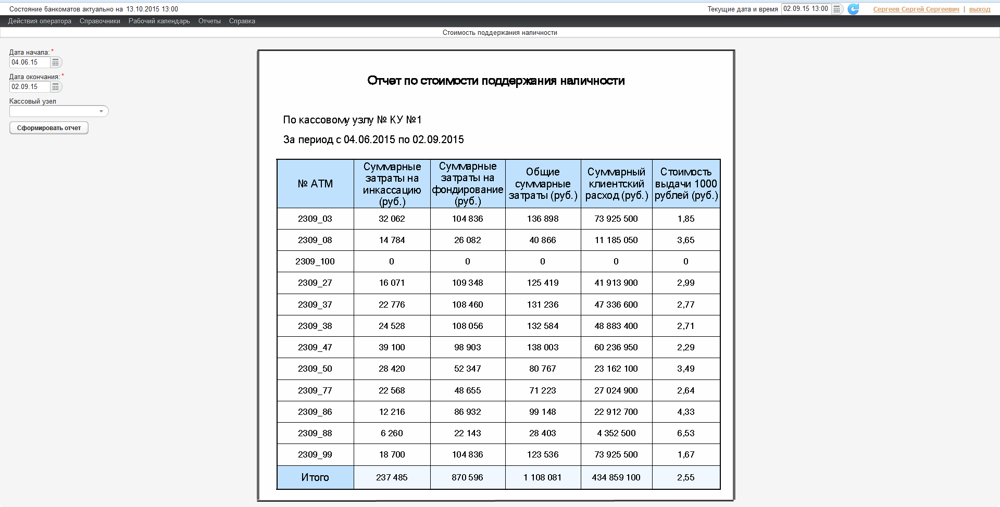 Состояние банкоматов актуально на 13.10.2015 13:00
Текущие дата и время 02.09.15 13:00 Сергеев Сергей Сергеевич | выход
Действия оператора Справочники Рабочий календарь Отчеты Справка
Стоимость поддержания наличности
Дата начала: *
04.06.15
Дата окончания: *
02.09.15
Кассовый узел
Сформировать отчет
Отчет по стоимости поддержания наличности
По кассовому узлу № КУ №1
За период с 04.06.2015 по 02.09.2015
№ АТМ
Суммарные
затраты на
инкассацию
(руб.)
Суммарные
затраты на
фондирование
(руб.)
Общие
суммарные
затраты (руб.)
Суммарный
клиентский
расход (руб.)
Стоимость
выдачи 1000
рублей (руб.)
2309_03 32 062 104 836 136 898 73 925 500 1,85
2309_08 14 784 26 082 40 866 11 185 050 3,65
2309_100 0 0 0 0 0
2309_27 16 071 109 348 125 419 41 913 900 2,99
2309_37 22 776 108 460 131 236 47 336 600 2,77
2309_38 24 528 108 056 132 584 48 883 400 2,71
2309_47 39 100 98 903 138 003 60 236 950 2,29
2309_50 28 420 52 347 80 767 23 162 100 3,49
2309_77 22 568 48 655 71 223 27 024 900 2,64
2309_86 12 216 86 932 99 148 22 912 700 4,33
2309_88 6 260 22 143 28 403 4 352 500 6,53
2309_99 18 700 104 836 123 536 73 925 500 1,67
Итого 237 485 870 596 1 108 081 434 859 100 2,55